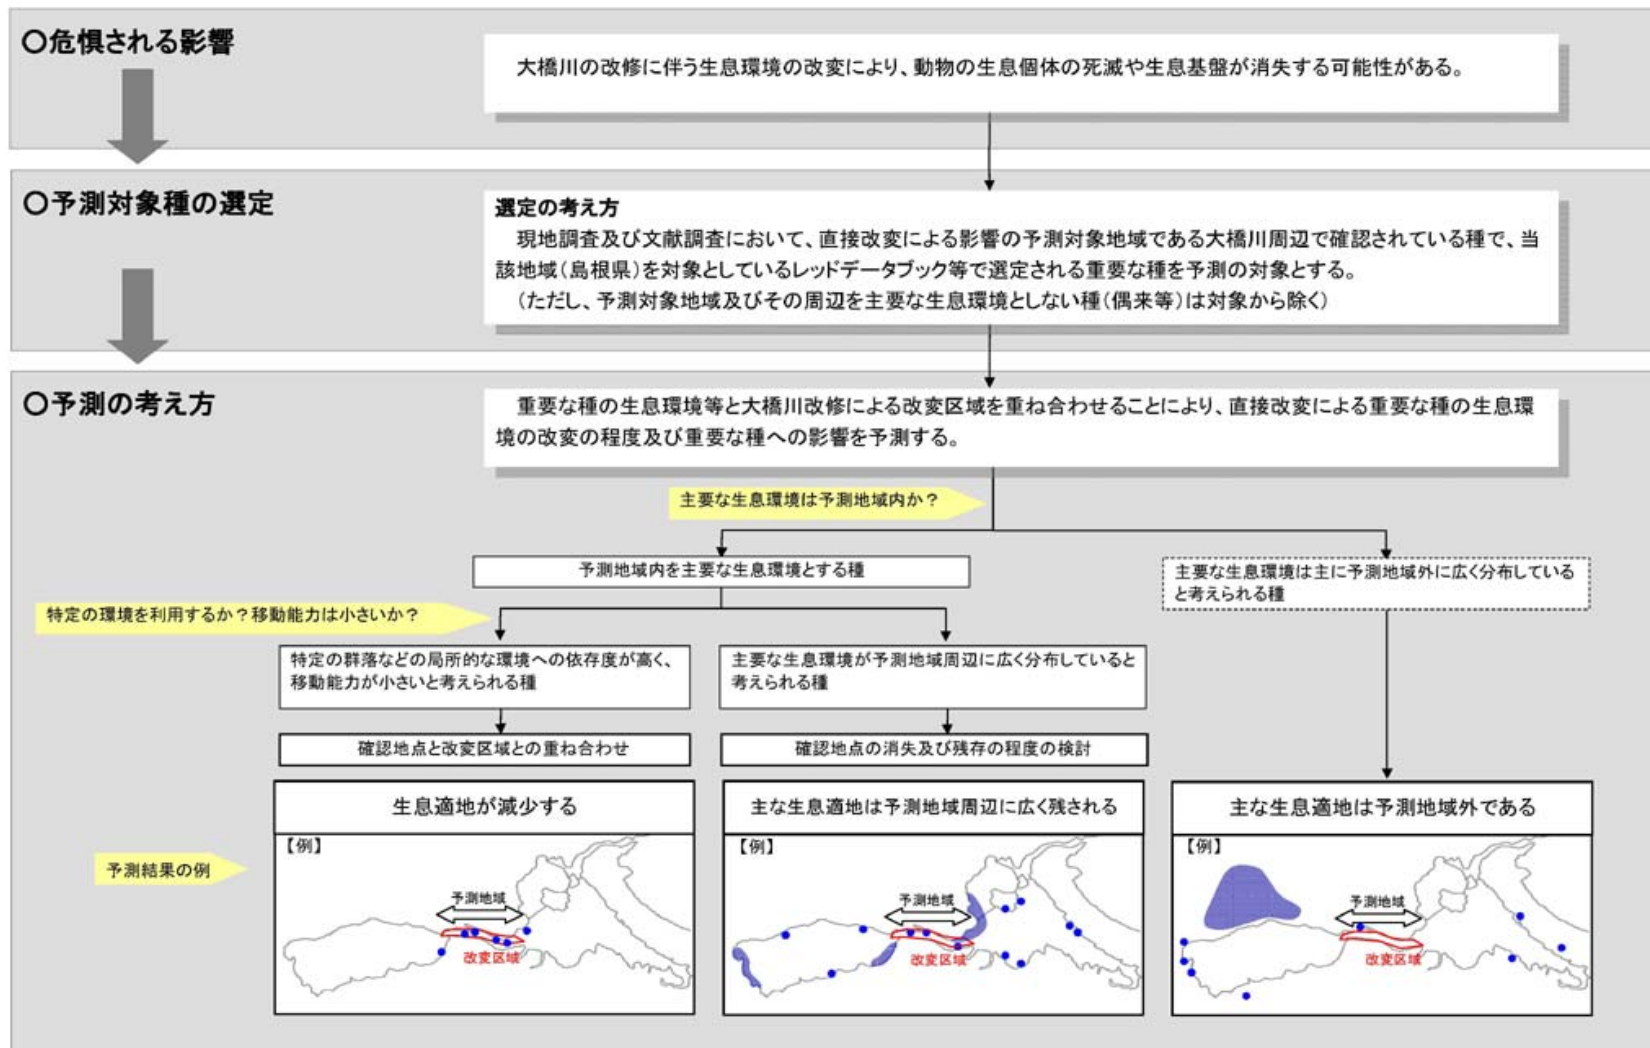 〇危惧される影響
大橋川の改修に伴う生息環境の改変により、動物の生息個体の死滅や生息基盤が消失する可能性がある。
〇予測対象種の選定
選定の考え方
現地調査及び文献調査において、直接改変による影響の予測対象地域である大橋川周辺で確認されている種で、当
該地域(島根県)を対象としているレッドデータブック等で選定される重要な種を予測の対象とする。
(ただし、予測対象地域及びその周辺を主要な生息環境としない種(偶来等)は対象から除く)
〇予測の考え方
重要な種の生息環境等と大橋川改修による改変区域を重ね合わせることにより、直接改変による重要な種の生息環
境の改変の程度及び重要な種への影響を予測する。
主要な生息環境は予測地域内か?
予測地域内を主要な生息環境とする種
主要な生息環境は主に予測地域外に広く分布している
と考えられる種
特定の環境を利用するか?移動能力は小さいか?
特定の群落などの局所的な環境への依存度が高く、
移動能力が小さいと考えられる種
主要な生息環境が予測地域周辺に広く分布していると
考えられる種
確認地点と改変区域との重ね合わせ
確認地点の消失及び残存の程度の検討
予測結果の例
生息適地が減少する
【例】
予測地域
改変区域
主な生息適地は予測地域周辺に広く残される
【例】
予測地域
改変区域
主な生息適地は予測地域外である
【例】
予測地域
改変区域